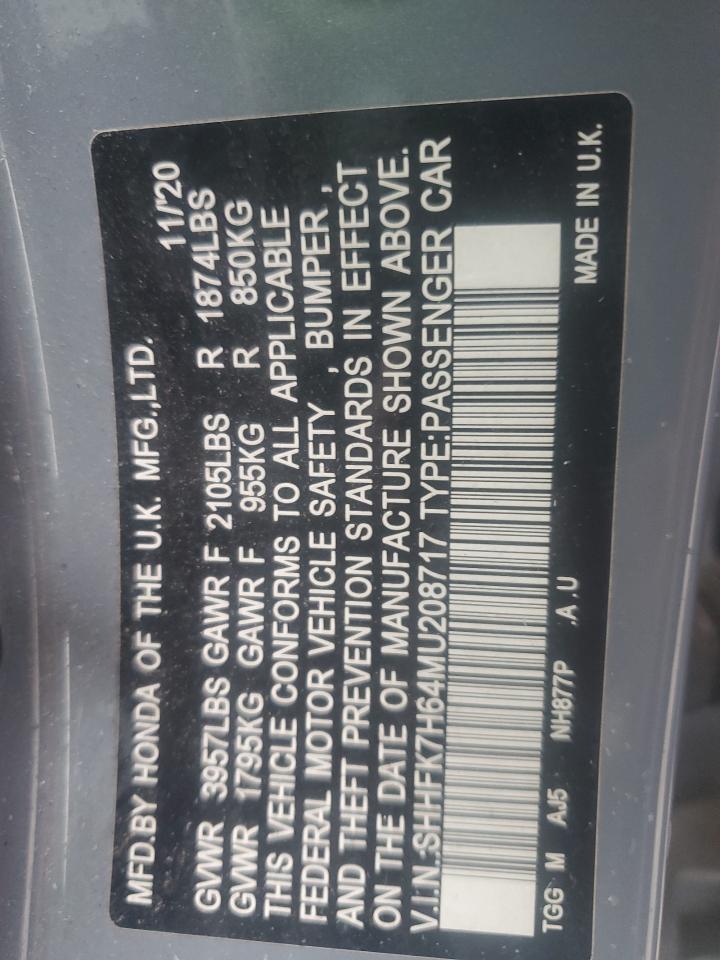 MFD.BY HONDA OF THE U.K. MFG.,LTD. 11/'20
GVWR 3957LBS GAWR F 2105LBS R 1874LBS
GVWR 1795KG GAWR F 955KG R 850KG
THIS VEHICLE CONFORMS TO ALL APPLICABLE
FEDERAL MOTOR VEHICLE SAFETY , BUMPER ,
AND THEFT PREVENTION STANDARDS IN EFFECT
ON THE DATE OF MANUFACTURE SHOWN ABOVE.
V.I.N.:SHHFK7H64MU208717 TYPE:PASSENGER CAR
TGG M AJ5 NH877P .A .U MADE IN U.K.